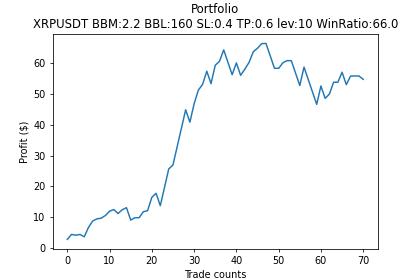 Portfolio
XRPUSDT BBM:2.2 BBL:160 SL:0.4 TP:0.6 lev:10 WinRatio:66.0
60
50
40
30
20
10
0
Profit ($)
0 10 20 30 40 50 60 70
Trade counts